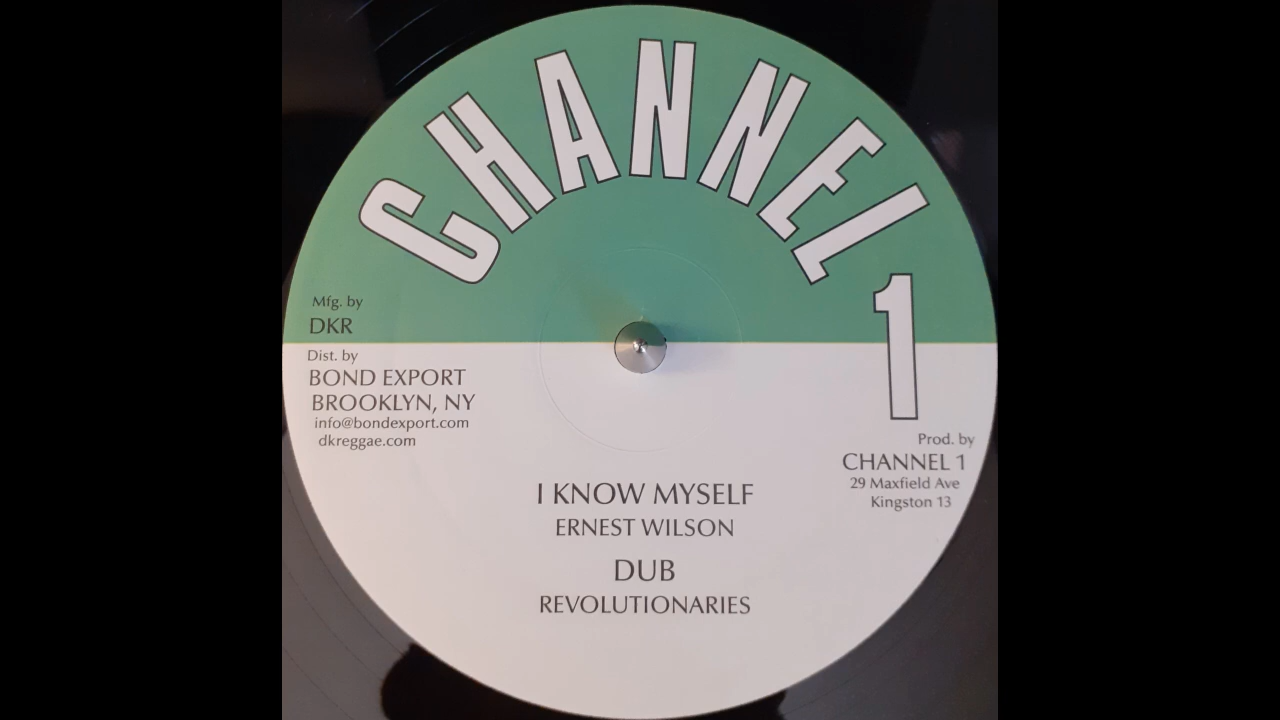 CHANNEL 1
Mfg. by
DKR
Dist. by
BOND EXPORT
BROOKLYN, NY
info@bondexport.com
dkreggae.com
Prod. by
CHANNEL 1
29 Maxfield Ave
Kingston 13
I KNOW MYSELF
ERNEST WILSON
DUB
REVOLUTIONARIES